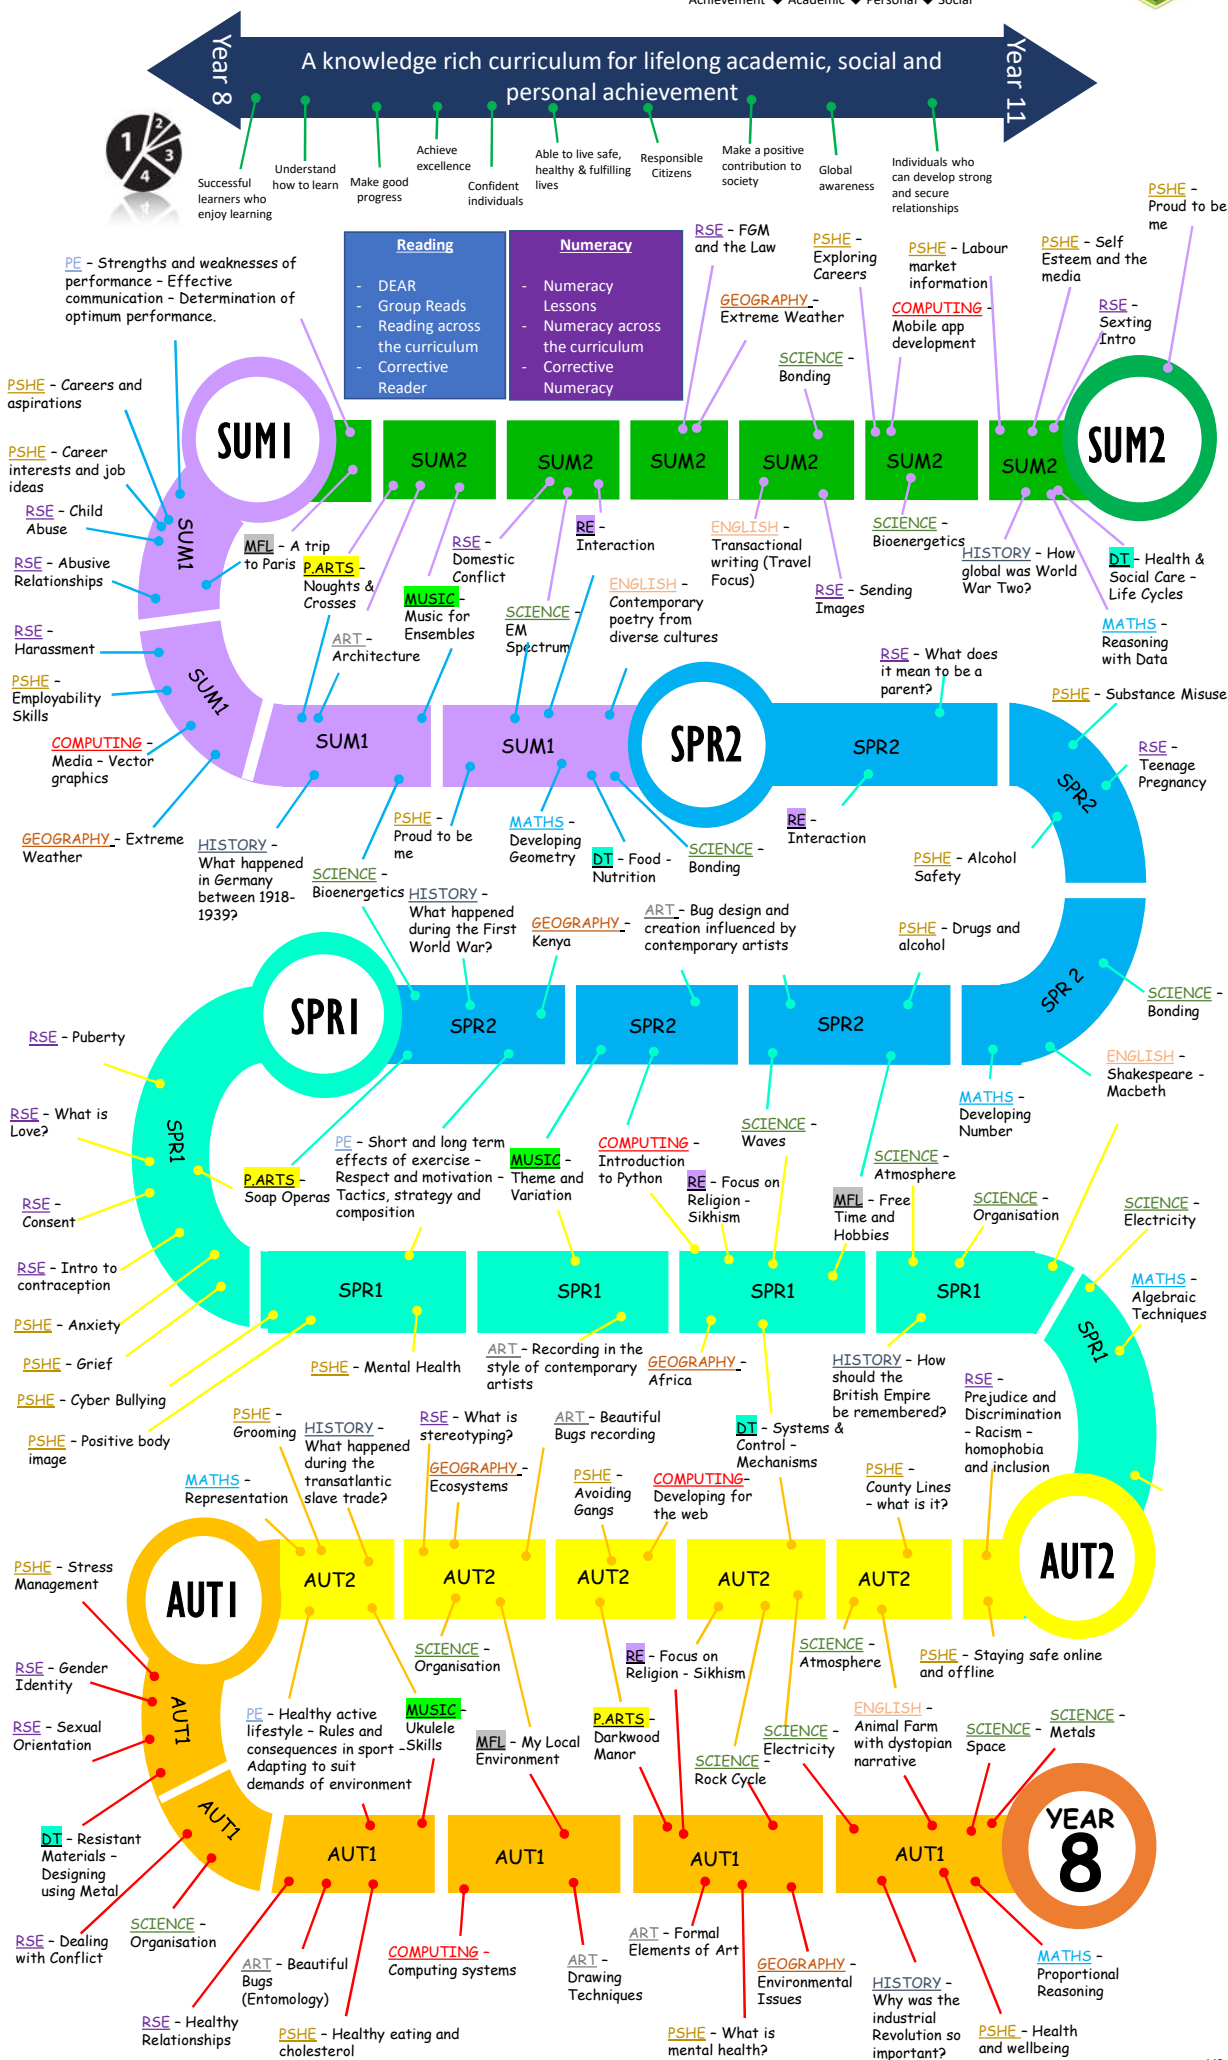 Achievement ◆ Academic ◆ Personal ◆ Social
Year 8
A knowledge rich curriculum for lifelong academic, social and
personal achievement
Year 11
1
2
3
4
Successful
learners who
enjoy learning
Understand
how to learn
Make good
progress
Achieve
excellence
Confident
individuals
Able to live safe,
healthy & fulfilling
lives
Responsible
Citizens
Make a positive
contribution to
society
Global
awareness
Individuals who
can develop strong
and secure
relationships
PSHE –
Proud to be
me
Reading
- DEAR
- Group Reads
- Reading across
the curriculum
- Corrective
Reader
Numeracy
- Numeracy
Lessons
- Numeracy across
the curriculum
- Corrective
Numeracy
PE – Strengths and weaknesses of
performance – Effective
communication – Determination of
optimum performance.
RSE – FGM
and the Law
GEOGRAPHY –
Extreme Weather
PSHE –
Exploring
Careers
PSHE – Labour
market
information
COMPUTING –
Mobile app
development
PSHE – Self
Esteem and the
media
RSE –
Sexting
Intro
SCIENCE –
Bonding
PSHE – Careers and
aspirations
PSHE – Career
interests and job
ideas
RSE – Child
Abuse
RSE – Abusive
Relationships
RSE –
Harassment
PSHE –
Employability
Skills
COMPUTING –
Media – Vector
graphics
GEOGRAPHY – Extreme
Weather
SUM1
SUM2
SUM2
SUM2
SUM2
SUM2
SUM2
SUM2
SUM1
SUM1
SUM1
SUM1
MFL – A trip
to Paris
P.ARTS –
Noughts &
Crosses
ART –
Architecture
MUSIC –
Music for
Ensembles
RSE –
Domestic
Conflict
SCIENCE –
EM
Spectrum
RE –
Interaction
ENGLISH –
Contemporary
poetry from
diverse cultures
ENGLISH –
Transactional
writing (Travel
Focus)
RSE – Sending
Images
SCIENCE –
Bioenergetics
HISTORY – How
global was World
War Two?
DT – Health &
Social Care –
Life Cycles
MATHS –
Reasoning
with Data
SPR2
SPR2
SPR2
SPR 2
SPR2
SPR2
SPR2
RSE – What does
it mean to be a
parent?
PSHE – Substance Misuse
RSE –
Teenage
Pregnancy
RE –
Interaction
PSHE – Alcohol
Safety
HISTORY –
What happened
in Germany
between 1918-
1939?
SCIENCE –
Bioenergetics
PSHE –
Proud to be
me
MATHS –
Developing
Geometry
DT – Food -
Nutrition
SCIENCE –
Bonding
HISTORY –
What happened
during the First
World War?
GEOGRAPHY –
Kenya
ART – Bug design and
creation influenced by
contemporary artists
PSHE – Drugs and
alcohol
SCIENCE –
Bonding
ENGLISH –
Shakespeare -
Macbeth
MATHS –
Developing
Number
SPR1
SPR1
SPR1
SPR1
SPR1
SPR1
SPR1
RSE – Puberty
RSE – What is
Love?
RSE –
Consent
RSE – Intro to
contraception
PSHE – Anxiety
PSHE – Grief
PSHE – Cyber Bullying
PSHE – Positive body
image
P.ARTS –
Soap Operas
PE – Short and long term
effects of exercise –
Respect and motivation –
Tactics, strategy and
composition
MUSIC –
Theme and
Variation
COMPUTING –
Introduction
to Python
RE – Focus on
Religion -
Sikhism
SCIENCE –
Waves
MFL – Free
Time and
Hobbies
SCIENCE –
Atmosphere
SCIENCE –
Organisation
SCIENCE –
Electricity
MATHS –
Algebraic
Techniques
PSHE – Mental Health
ART – Recording in the
style of contemporary
artists
GEOGRAPHY –
Africa
DT – Systems &
Control –
Mechanisms
HISTORY – How
should the
British Empire
be remembered?
RSE –
Prejudice and
Discrimination
- Racism –
homophobia
and inclusion
PSHE –
Grooming
HISTORY –
What happened
during the
transatlantic
slave trade?
MATHS –
Representation
RSE – What is
stereotyping?
GEOGRAPHY –
Ecosystems
ART – Beautiful
Bugs recording
PSHE –
Avoiding
Gangs
COMPUTING–
Developing for
the web
PSHE –
County Lines
– what is it?
AUT2
AUT2
AUT2
AUT2
AUT2
AUT2
AUT1
AUT1
AUT1
AUT1
AUT1
AUT1
AUT1
PSHE – Stress
Management
RSE – Gender
Identity
RSE – Sexual
Orientation
DT – Resistant
Materials –
Designing
using Metal
RSE – Dealing
with Conflict
SCIENCE –
Organisation
PE – Healthy active
lifestyle – Rules and
consequences in sport –
Adapting to suit
demands of environment
MUSIC –
Ukulele
Skills
SCIENCE –
Organisation
MFL – My Local
Environment
P.ARTS –
Darkwood
Manor
RE – Focus on
Religion - Sikhism
SCIENCE –
Rock Cycle
SCIENCE –
Electricity
SCIENCE –
Atmosphere
ENGLISH –
Animal Farm
with dystopian
narrative
PSHE – Staying safe online
and offline
SCIENCE –
Space
SCIENCE –
Metals
YEAR
8
RSE – Healthy
Relationships
ART – Beautiful
Bugs
(Entomology)
PSHE – Healthy eating and
cholesterol
COMPUTING –
Computing systems
ART –
Drawing
Techniques
ART – Formal
Elements of Art
PSHE – What is
mental health?
GEOGRAPHY –
Environmental
Issues
HISTORY –
Why was the
industrial
Revolution so
important?
PSHE – Health
and wellbeing
MATHS –
Proportional
Reasoning